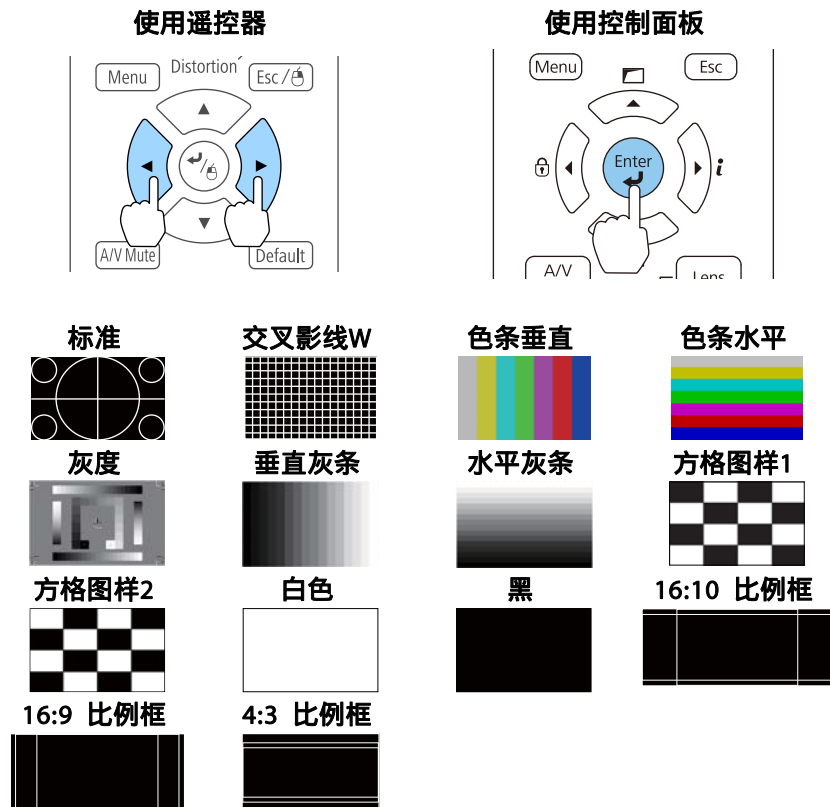 使用遥控器
使用控制面板
Menu
Distortion
Esc/
A/V Mute
Default
Menu
Esc
Enter
i
A/V
Lens
标准
交叉影线W
色条垂直
色条水平
灰度
垂直灰条
水平灰条
方格图样1
方格图样2
白色
黑
16:10 比例框
16:9 比例框
4:3 比例框